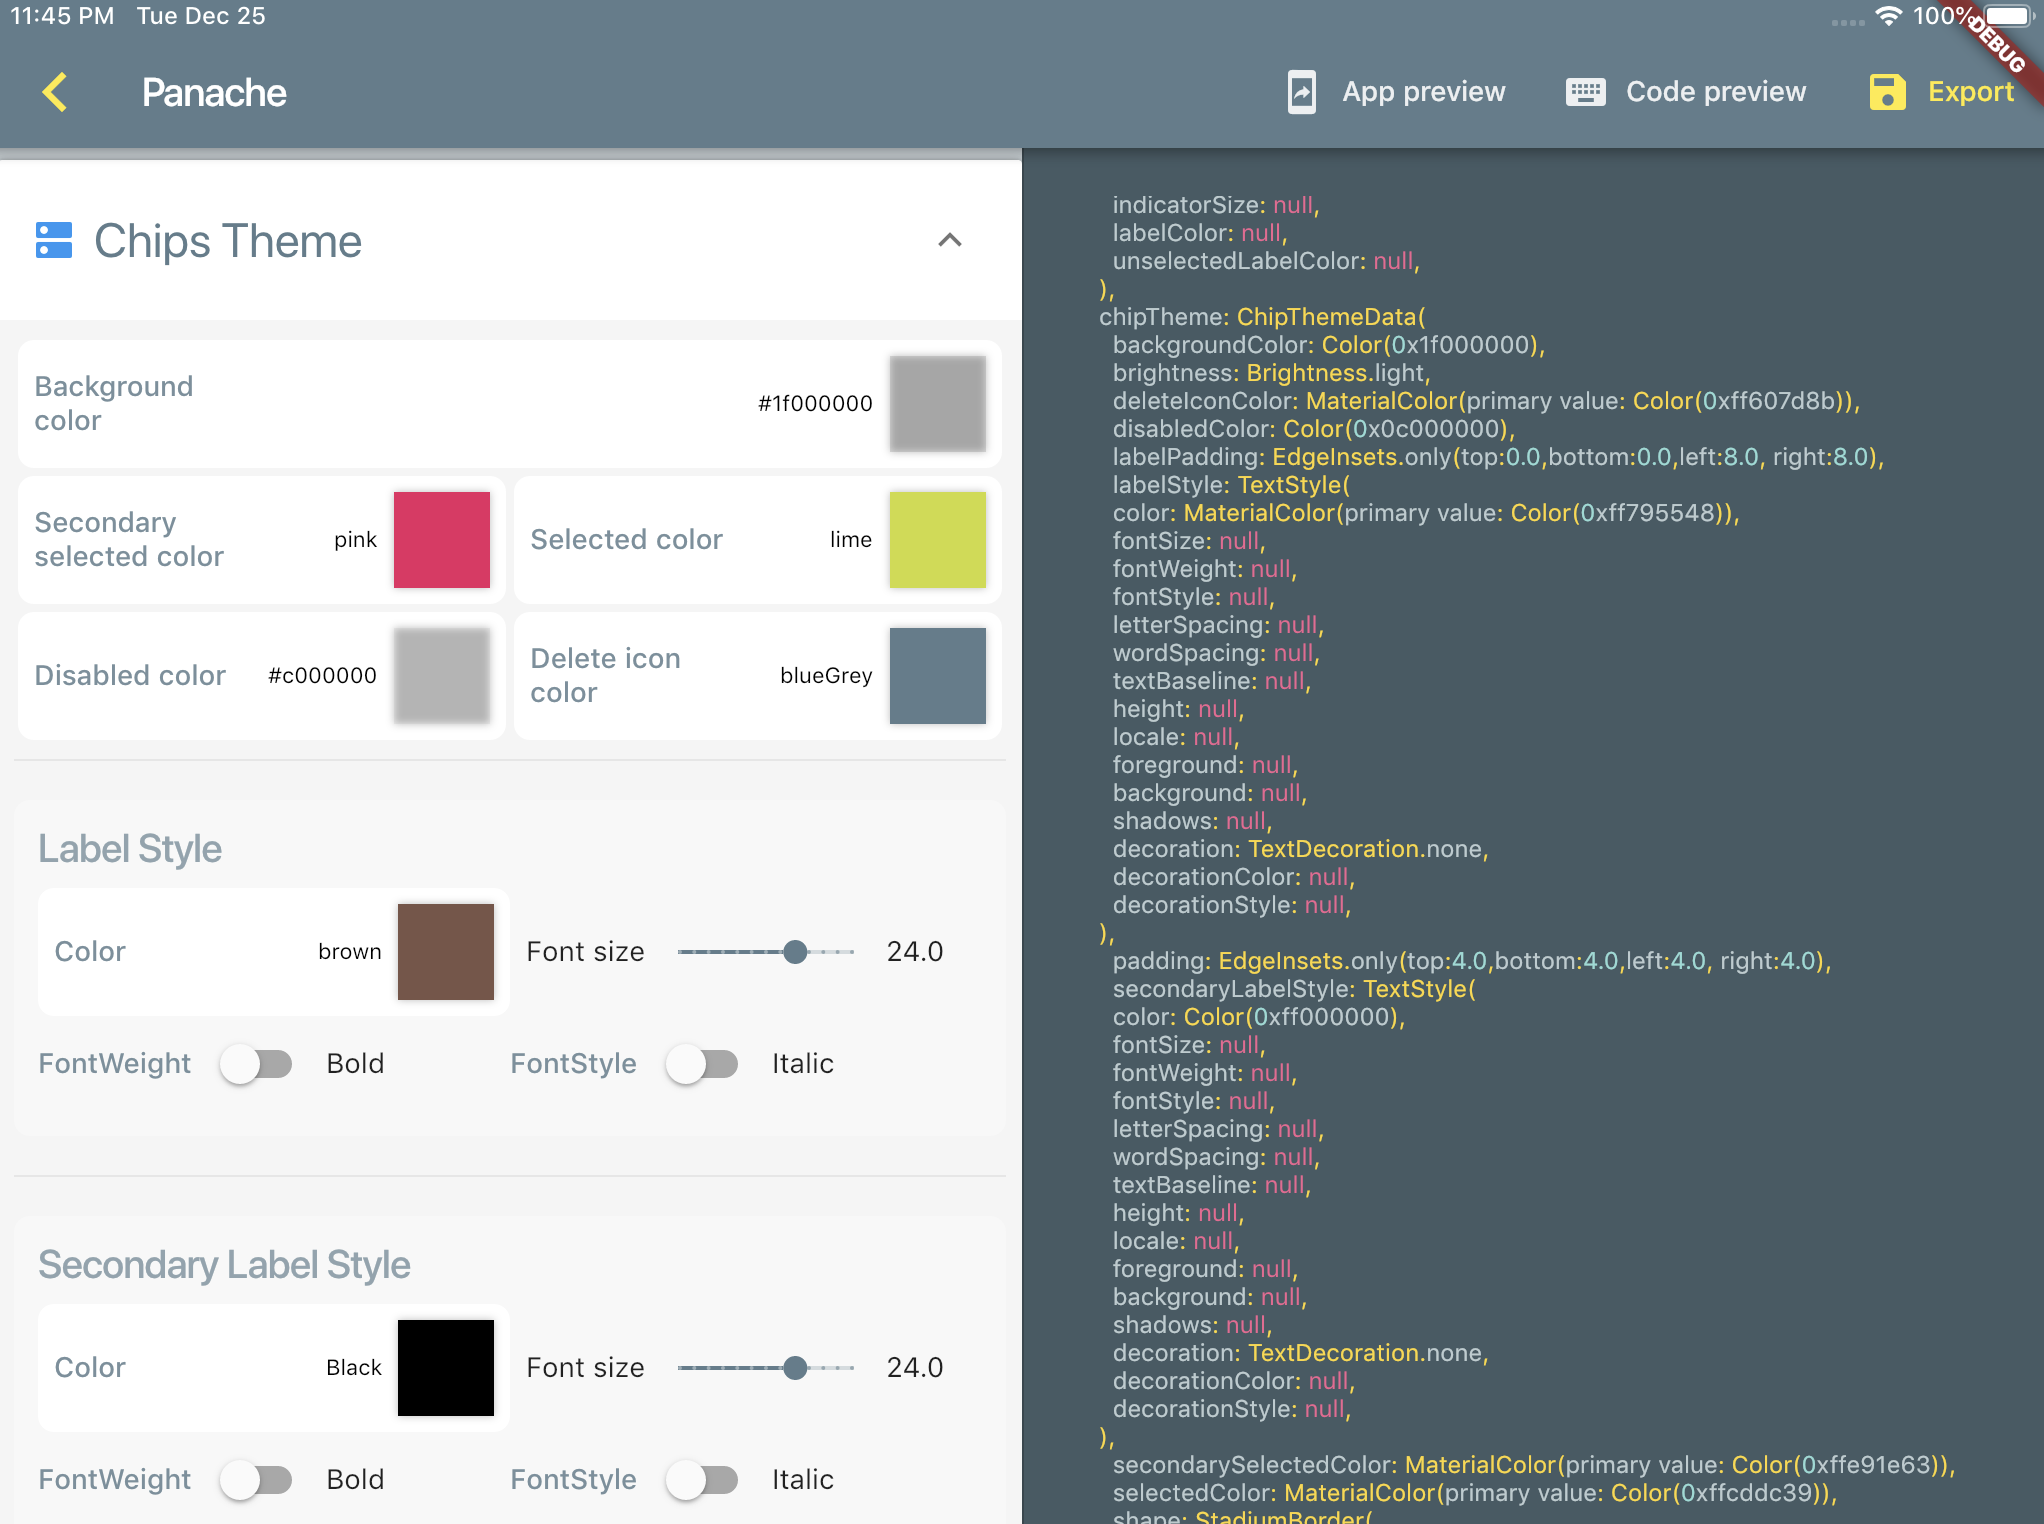 11:45 PM Tue Dec 25
100%
DEBUG
Panache
App preview
Code preview
Export
Chips Theme
Background
color
#1f000000
Secondary
selected color
pink
Selected color
lime
Disabled color
#c000000
Delete icon
color
blueGrey
Label Style
Color
brown
Font size
24.0
FontWeight
Bold
FontStyle
Italic
Secondary Label Style
Color
Black
Font size
24.0
FontWeight
Bold
FontStyle
Italic
indicatorSize: null,
labelColor: null,
unselectedLabelColor: null,
),
chipTheme: ChipThemeData(
backgroundColor: Color(0x1f000000),
brightness: Brightness.light,
deleteIconColor: MaterialColor(primary value: Color(0xff607d8b)),
disabledColor: Color(0x0c000000),
labelPadding: EdgeInsets.only(top:0.0,bottom:0.0,left:8.0, right:8.0),
labelStyle: TextStyle(
color: MaterialColor(primary value: Color(0xff795548)),
fontSize: null,
fontWeight: null,
fontStyle: null,
letterSpacing: null,
wordSpacing: null,
textBaseline: null,
height: null,
locale: null,
foreground: null,
background: null,
shadows: null,
decoration: TextDecoration.none,
decorationColor: null,
decorationStyle: null,
),
padding: EdgeInsets.only(top:4.0,bottom:4.0,left:4.0, right:4.0),
secondaryLabelStyle: TextStyle(
color: Color(0xff000000),
fontSize: null,
fontWeight: null,
fontStyle: null,
letterSpacing: null,
wordSpacing: null,
textBaseline: null,
height: null,
locale: null,
foreground: null,
background: null,
shadows: null,
decoration: TextDecoration.none,
decorationColor: null,
decorationStyle: null,
),
secondarySelectedColor: MaterialColor(primary value: Color(0xffe91e63)),
selectedColor: MaterialColor(primary value: Color(0xffcddc39)),
shape: StadiumBorder(